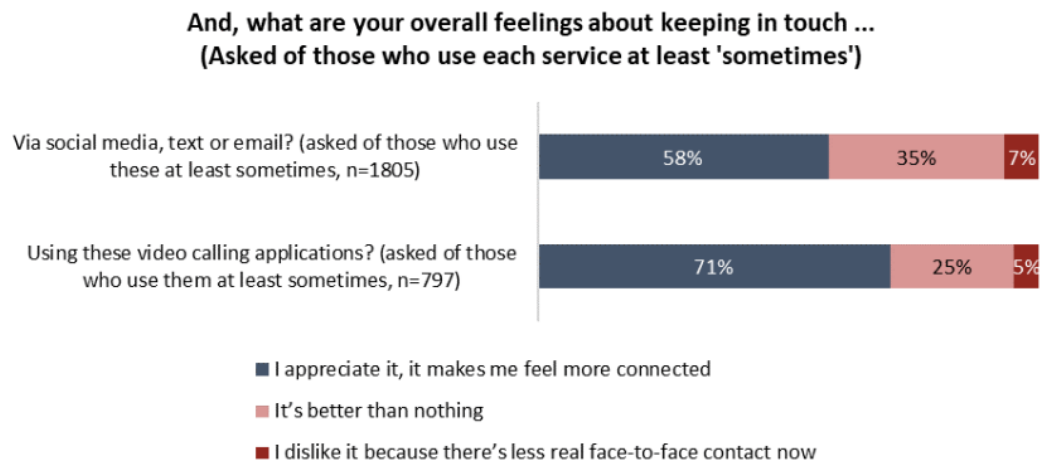 And, what are your overall feelings about keeping in touch ...
(Asked of those who use each service at least 'sometimes')
Via social media, text or email? (asked of those who use
these at least sometimes, n=1805)
58%
35%
7%
Using these video calling applications? (asked of those
who use them at least sometimes, n=797)
71%
25%
5%
I appreciate it, it makes me feel more connected
It’s better than nothing
I dislike it because there’s less real face-to-face contact now